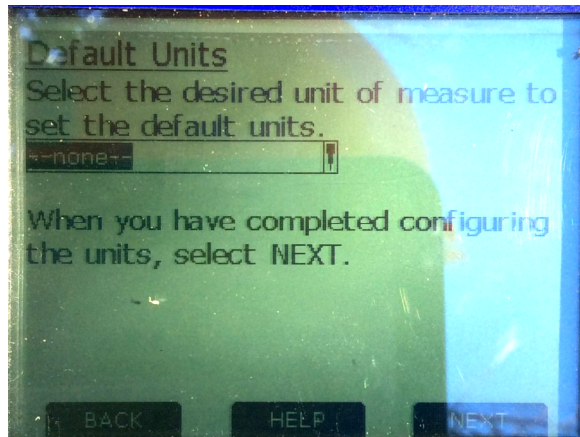 Default Units
Select the desired unit of measure to
set the default units.
--none--
When you have completed configuring
the units, select NEXT.
BACK HELP NEXT